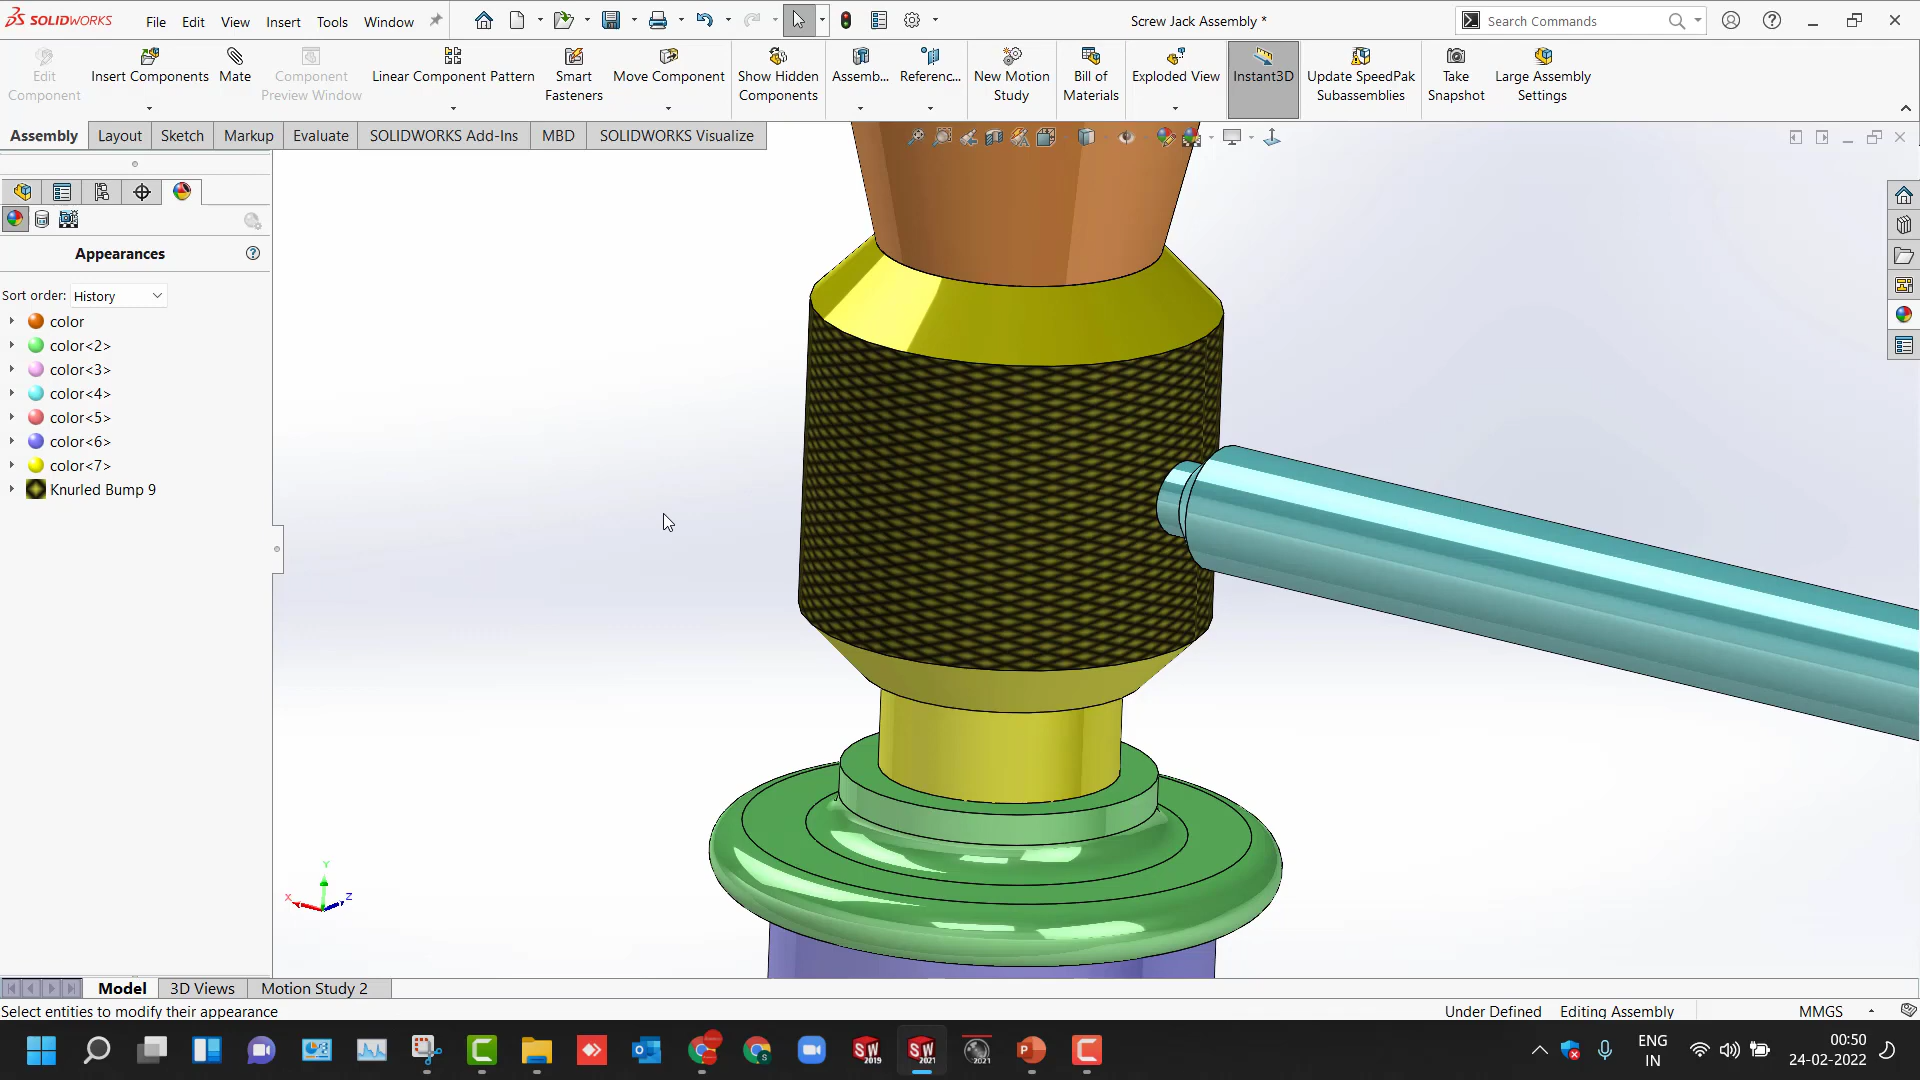 SOLIDWORKS File Edit View Insert Tools Window Screw Jack Assembly * Search Commands
Edit Component Insert Components Mate Component Preview Window Linear Component Pattern Smart Fasteners Move Component Show Hidden Components Assemb... Referenc... New Motion Study Bill of Materials Exploded View Instant3D Update SpeedPak Subassemblies Take Snapshot Large Assembly Settings
Assembly Layout Sketch Markup Evaluate SOLIDWORKS Add-Ins MBD SOLIDWORKS Visualize
Appearances
Sort order: History
color
color<2>
color<3>
color<4>
color<5>
color<6>
color<7>
Knurled Bump 9
Y
X Z
Model 3D Views Motion Study 2
Select entities to modify their appearance Under Defined Editing Assembly MMGS
SW 2019 SW 2021 2021 ENG IN 00:50
24-02-2022